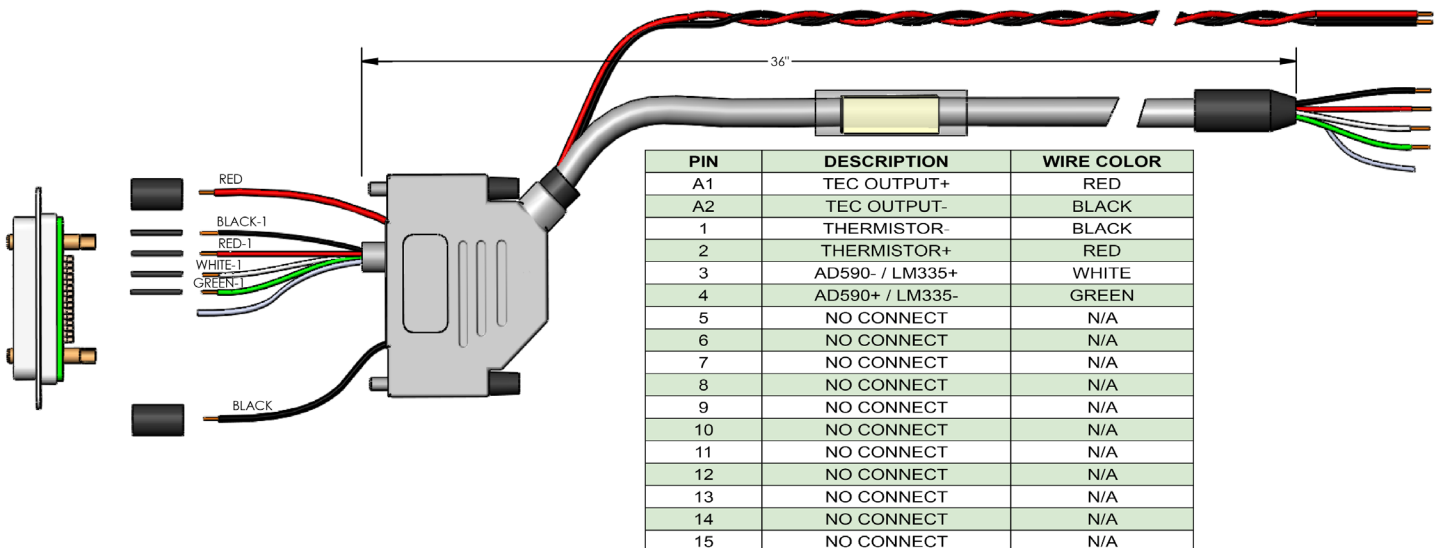 36"
RED
BLACK-1
RED-1
WHITE-1
GREEN-1
BLACK
PIN DESCRIPTION WIRE COLOR
A1 TEC OUTPUT+ RED
A2 TEC OUTPUT- BLACK
1 THERMISTOR- BLACK
2 THERMISTOR+ RED
3 AD590- / LM335+ WHITE
4 AD590+ / LM335- GREEN
5 NO CONNECT N/A
6 NO CONNECT N/A
7 NO CONNECT N/A
8 NO CONNECT N/A
9 NO CONNECT N/A
10 NO CONNECT N/A
11 NO CONNECT N/A
12 NO CONNECT N/A
13 NO CONNECT N/A
14 NO CONNECT N/A
15 NO CONNECT N/A